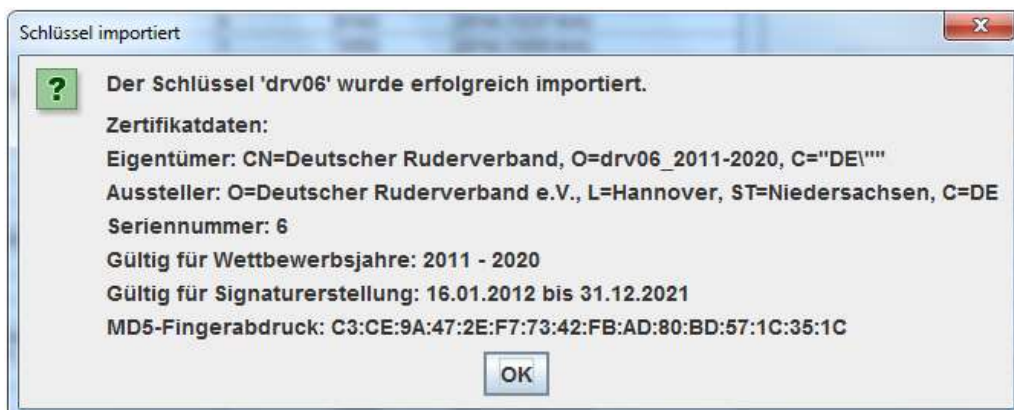 Schlüssel importiert
Der Schlüssel 'drv06' wurde erfolgreich importiert.
Zertifikatdaten:
Eigentümer: CN=Deutscher Ruderverband, O=drv06_2011-2020, C="DE\""
Aussteller: O=Deutscher Ruderverband e.V., L=Hannover, ST=Niedersachsen, C=DE
Seriennummer: 6
Gültig für Wettbewerbsjahre: 2011 - 2020
Gültig für Signaturerstellung: 16.01.2012 bis 31.12.2021
MD5-Fingerabdruck: C3:CE:9A:47:2E:F7:73:42:FB:AD:80:BD:57:1C:35:1C
OK